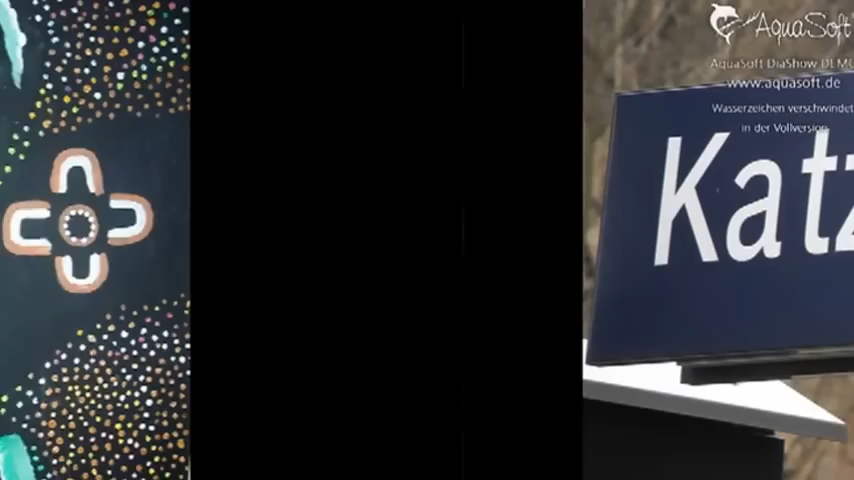 "AquaSoft"
AquaSoft DiaShow DEMO
www.aquasoft.de
Wasserzeichen verschwindet
in der Vollversion
Katz